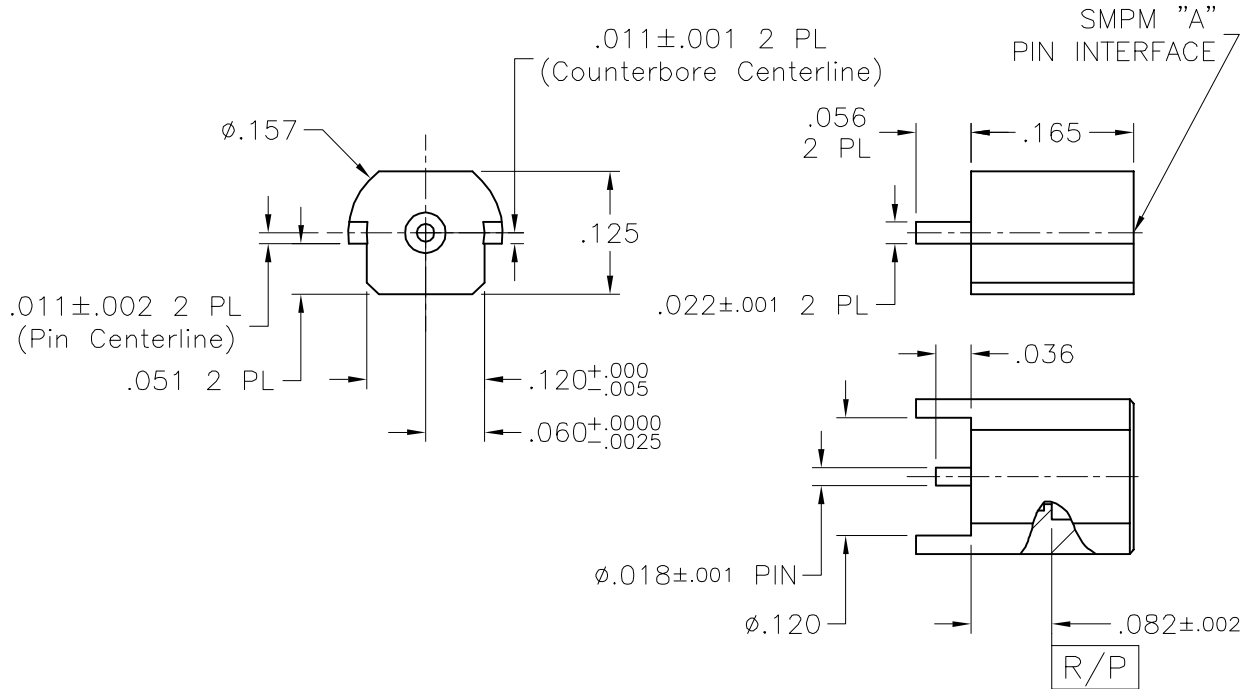 .011±.001 2 PL
(Counterbore Centerline)
SMPM "A"
PIN INTERFACE
ø.157
.056
2 PL
.165
.125
.011±.002 2 PL
(Pin Centerline)
.022±.001 2 PL
.051 2 PL
.120+.000
-.005
.060+.0000
-.0025
.036
ø.018±.001 PIN
ø.120
.082±.002
R/P